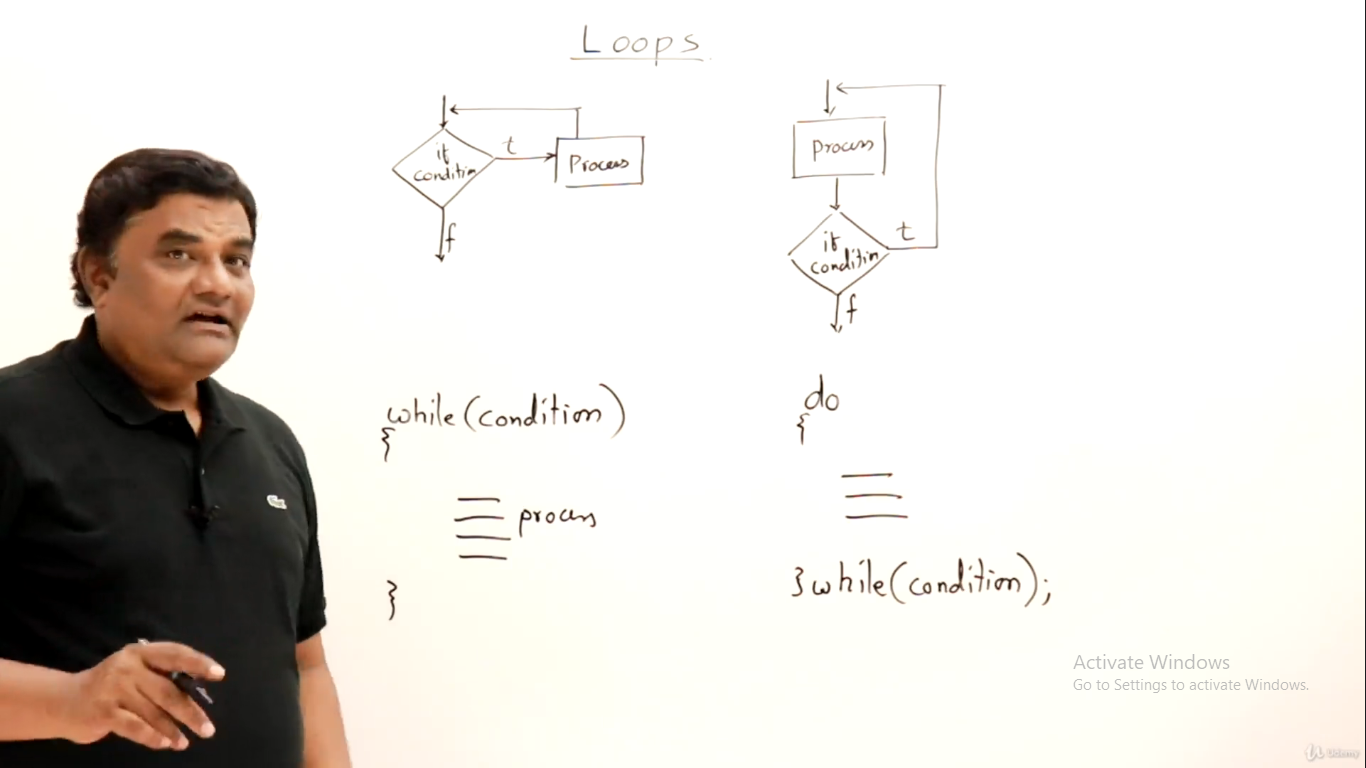 Loops
if
condition
t
Process
f
process
if
condition
t
f
while(condition)
{
process
}
do
{
}while(condition);
Activate Windows
Go to Settings to activate Windows.
Udemy